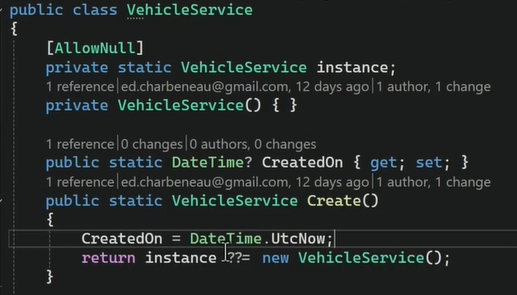 public class VehicleService
{
[AllowNull]
private static VehicleService instance;
1 reference | ed.charbeneau@gmail.com, 12 days ago | 1 author, 1 change
private VehicleService() { }
1 reference | 0 changes | 0 authors, 0 changes
public static DateTime? CreatedOn { get; set; }
1 reference | ed.charbeneau@gmail.com, 12 days ago | 1 author, 1 change
public static VehicleService Create()
{
CreatedOn = DateTime.UtcNow;
return instance ??= new VehicleService();
}